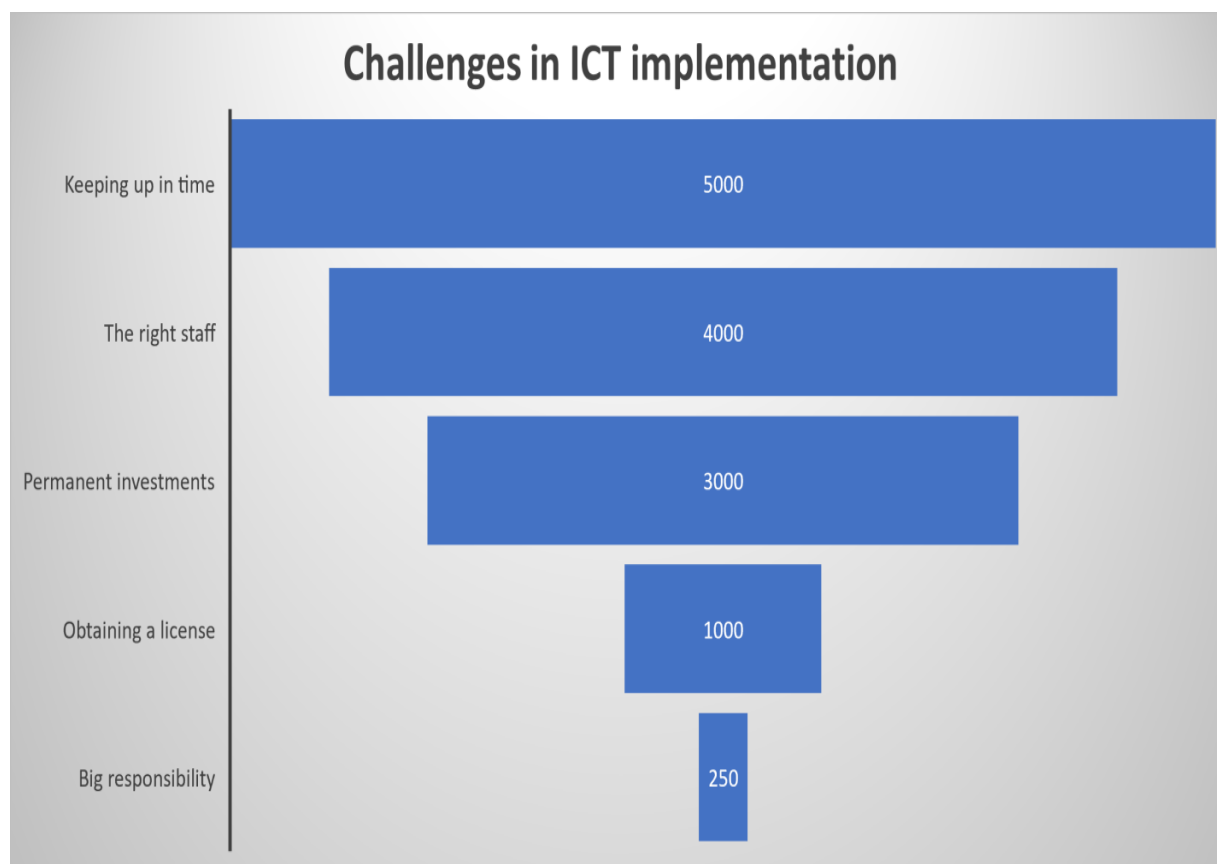 Challenges in ICT implementation
Keeping up in time
5000
The right staff
4000
Permanent investments
3000
Obtaining a license
1000
Big responsibility
250